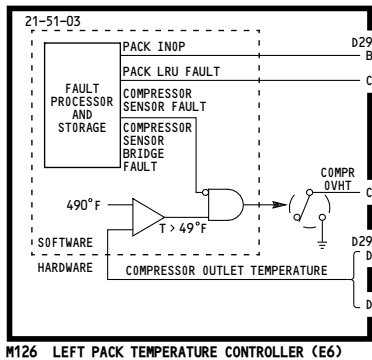 21-51-03
PACK INOP
D29
B
PACK LRU FAULT
C
FAULT
PROCESSOR
AND
STORAGE
COMPRESSOR
SENSOR FAULT
COMPRESSOR
SENSOR
BRIDGE
FAULT
COMPR
OVHT
C
490°F
T > 49°F
SOFTWARE
HARDWARE
COMPRESSOR OUTLET TEMPERATURE
D29
D
D
M126 LEFT PACK TEMPERATURE CONTROLLER (E6)